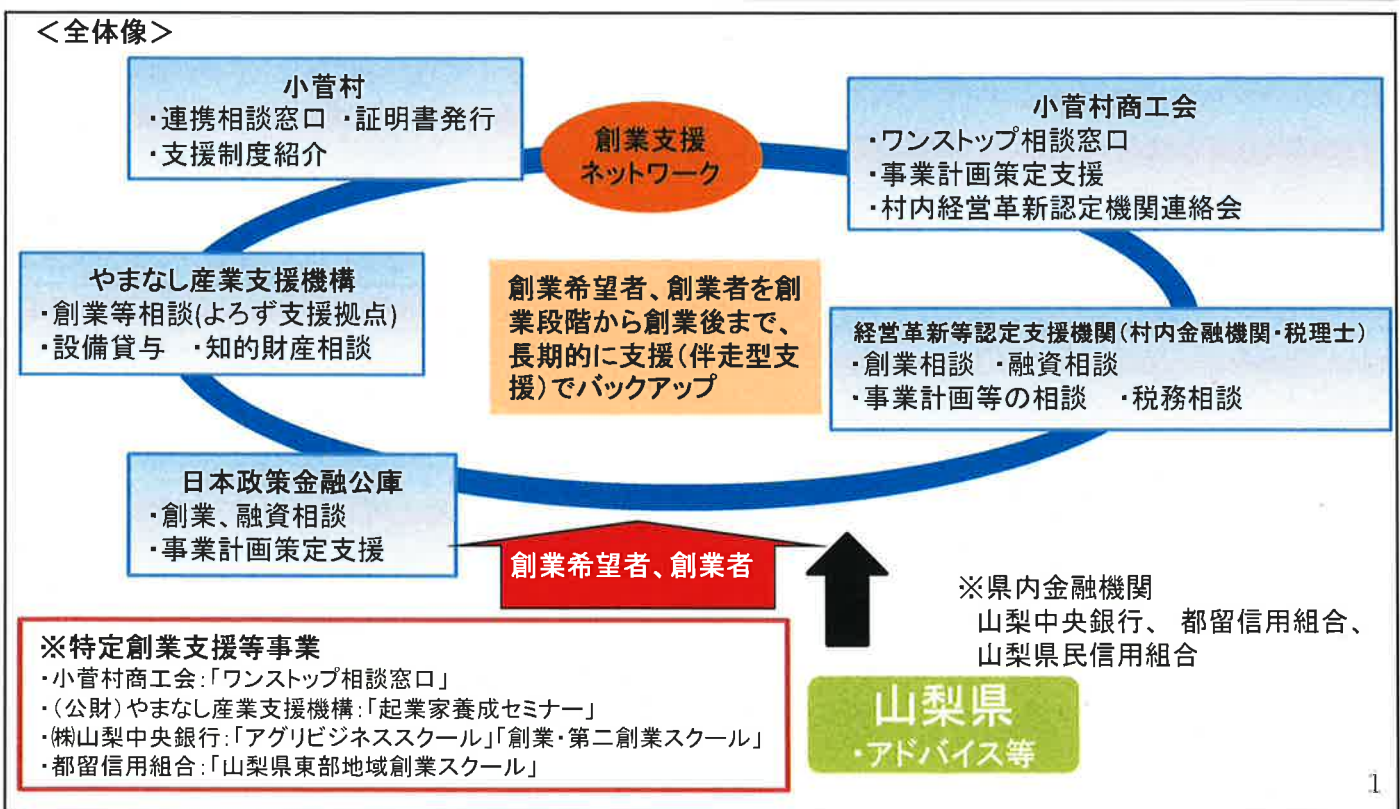 ＜全体像＞
小菅村
・連携相談窓口 ・証明書発行
・支援制度紹介
創業支援
ネットワーク
小菅村商工会
・ワンストップ相談窓口
・事業計画策定支援
・村内経営革新認定機関連絡会
やまなし産業支援機構
・創業等相談(よろず支援拠点)
・設備貸与 ・知的財産相談
創業希望者、創業者を創
業段階から創業後まで、
長期的に支援(伴走型支
援)でバックアップ
経営革新等認定支援機関(村内金融機関・税理士)
・創業相談 ・融資相談
・事業計画等の相談 ・税務相談
日本政策金融公庫
・創業、融資相談
・事業計画策定支援
創業希望者、創業者
※県内金融機関
山梨中央銀行、 都留信用組合、
山梨県民信用組合
※特定創業支援等事業
・小菅村商工会:「ワンストップ相談窓口」
・(公財)やまなし産業支援機構:「起業家養成セミナー」
・㈱山梨中央銀行:「アグリビジネススクール」「創業・第二創業スクール」
・都留信用組合:「山梨県東部地域創業スクール」
山梨県
・アドバイス等
1